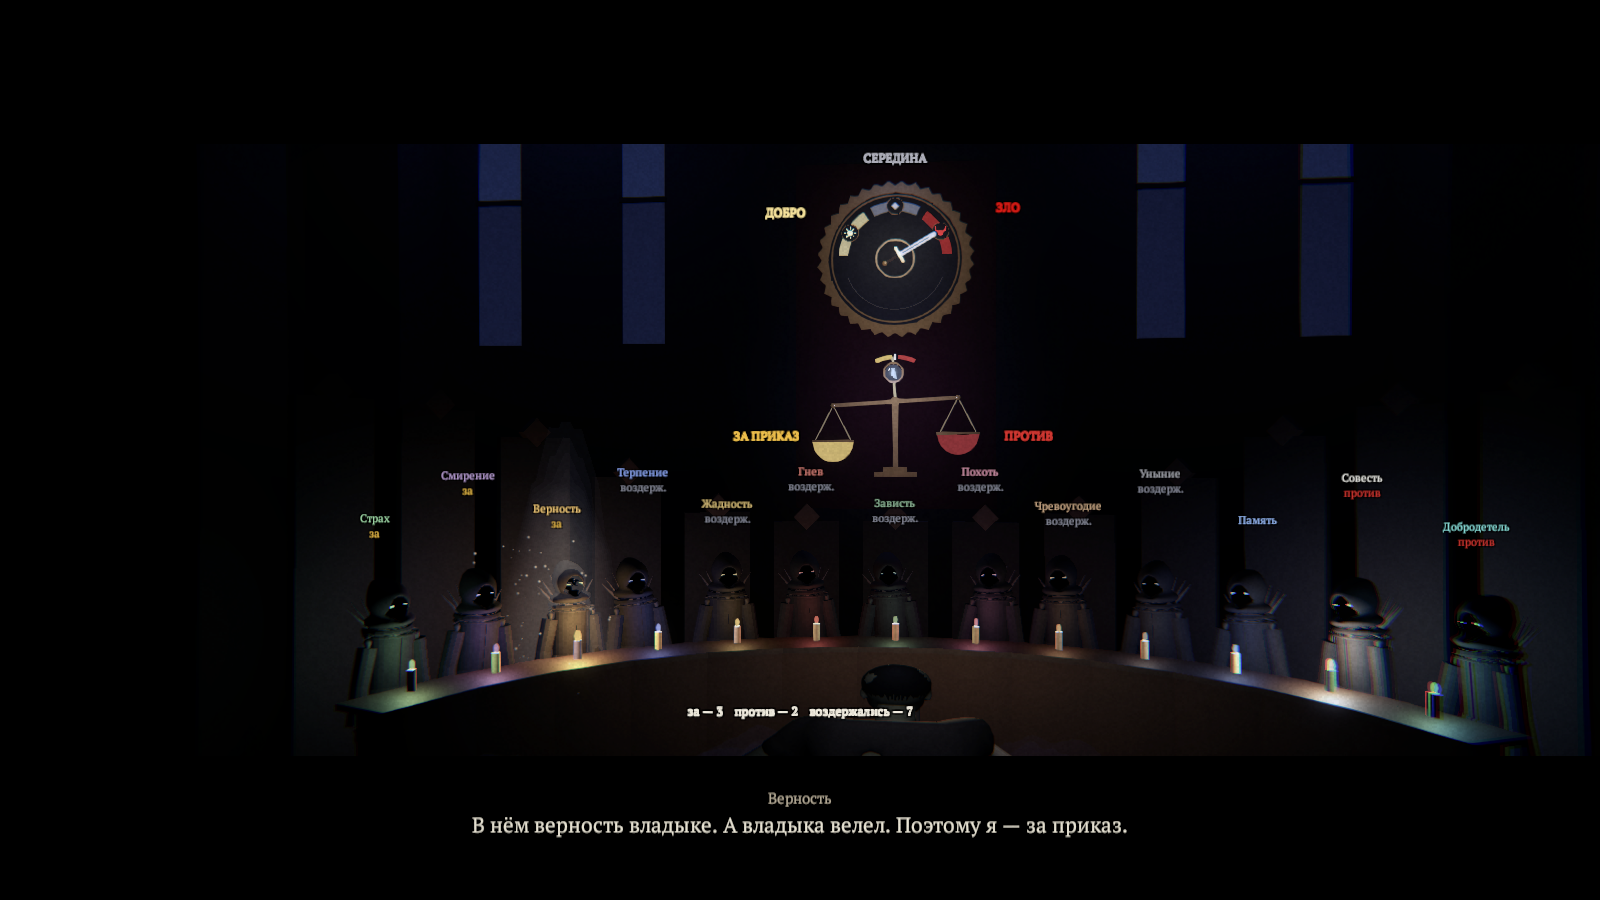 СЕРЕДИНА
ДОБРО
ЗЛО
ЗА ПРИКАЗ
ПРОТИВ
Страх
за
Смирение
за
Верность
за
Терпение
воздерж.
Жадность
воздерж.
Гнев
воздерж.
Зависть
воздерж.
Похоть
воздерж.
Чревоугодие
воздерж.
Уныние
воздерж.
Память
Совесть
против
Добродетель
против
за — 3 против — 2 воздержались — 7
Верность
В нём верность владыке. А владыка велел. Поэтому я — за приказ.